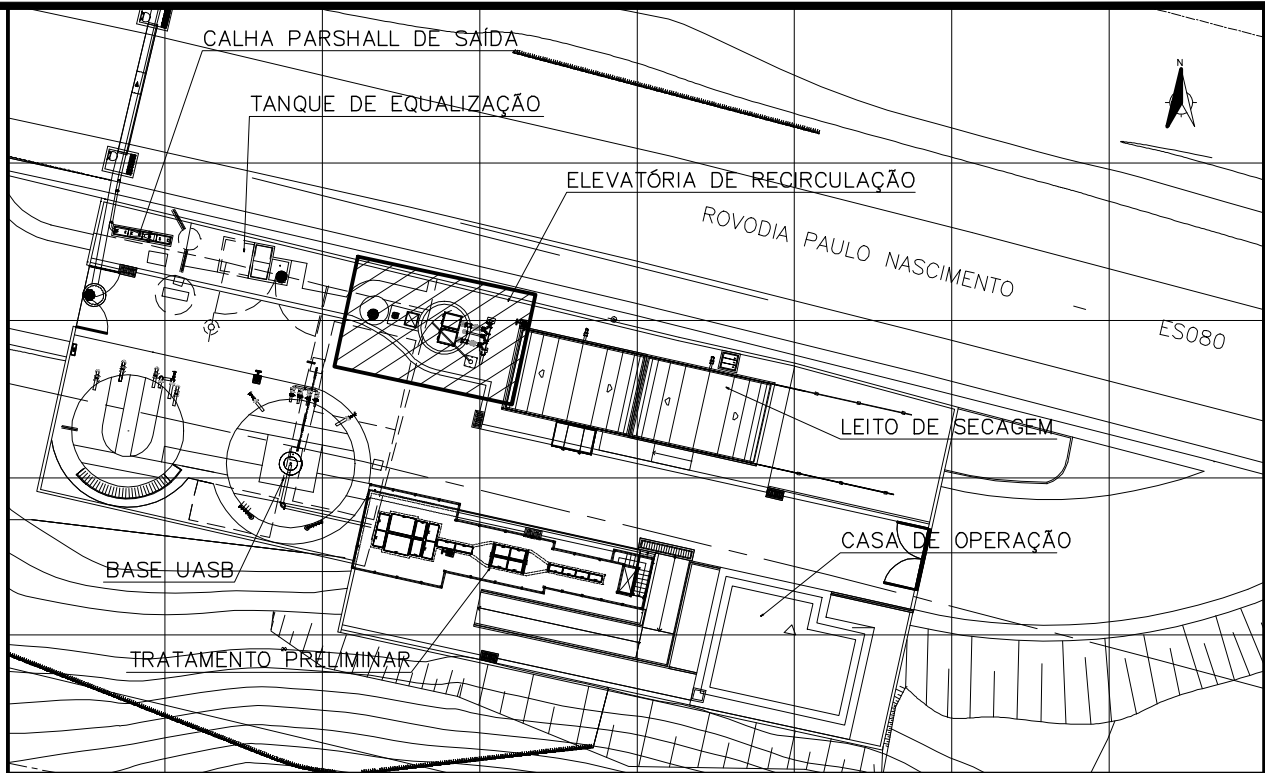 CALHA PARSHALL DE SAÍDA
N
TANQUE DE EQUALIZAÇÃO
ELEVATÓRIA DE RECIRCULAÇÃO
ROVODIA PAULO NASCIMENTO
ES080
LEITO DE SECAGEM
CASA DE OPERAÇÃO
BASE UASB
TRATAMENTO PRELIMINAR